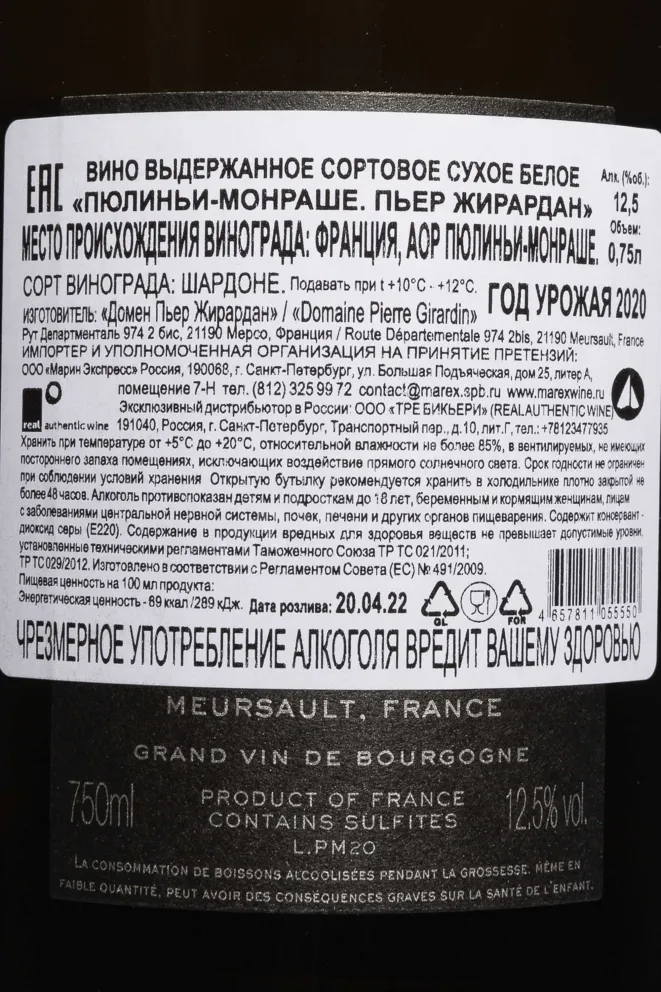 EAC
ВИНО ВЫДЕРЖАННОЕ СОРТОВОЕ СУХОЕ БЕЛОЕ
«ПЮЛИНЬИ-МОНРАШЕ. ПЬЕР ЖИРАРДАН»
Алк. (%об.):
12,5
Объем:
0,75л
МЕСТО ПРОИСХОЖДЕНИЯ ВИНОГРАДА: ФРАНЦИЯ, АОР ПЮЛИНЬИ-МОНРАШЕ.
СОРТ ВИНОГРАДА: ШАРДОНЕ. Подавать при t +10°C - +12°C.
ГОД УРОЖАЯ 2020
ИЗГОТОВИТЕЛЬ: «Домен Пьер Жирардан» / «Domaine Pierre Girardin»
Рут Департменталь 974 2 бис, 21190 Мерсо, Франция / Route Départementale 974 2bis, 21190 Meursault, France
ИМПОРТЕР И УПОЛНОМОЧЕННАЯ ОРГАНИЗАЦИЯ НА ПРИНЯТИЕ ПРЕТЕНЗИЙ:
ООО «Марин Экспресс» Россия, 190068, г. Санкт-Петербург, ул. Большая Подъяческая, дом 25, литер А,
помещение 7-Н тел. (812) 325 99 72 contact@marex.spb.ru www.marexwine.ru
Эксклюзивный дистрибьютор в России: ООО «ТРЕ БИКЬЕРИ» (REAL AUTHENTIC WINE)
real authentic wine
191040, Россия, г. Санкт-Петербург, Транспортный пер., д.10, лит.Г, тел.: +78123477935
Хранить при температуре от +5°C до +20°C, относительной влажности не более 85%, в вентилируемых, не имеющих
постороннего запаха помещениях, исключающих воздействие прямого солнечного света. Срок годности не ограничен
при соблюдении условий хранения Открытую бутылку рекомендуется хранить в холодильнике плотно закрытой не
более 48 часов. Алкоголь противопоказан детям и подросткам до 18 лет, беременным и кормящим женщинам, лицам
с заболеваниями центральной нервной системы, почек, печени и других органов пищеварения. Содержит консервант -
диоксид серы (Е220). Содержание в продукции вредных для здоровья веществ не превышает допустимые уровни,
установленные техническими регламентами Таможенного Союза ТР ТС 021/2011;
ТР ТС 029/2012. Изготовлено в соответствии с Регламентом Совета (ЕС) № 491/2009.
Пищевая ценность на 100 мл продукта:
Энергетическая ценность - 69 ккал /289 кДж. Дата розлива: 20.04.22
GL
FOR
4 657811 055550
ЧРЕЗМЕРНОЕ УПОТРЕБЛЕНИЕ АЛКОГОЛЯ ВРЕДИТ ВАШЕМУ ЗДОРОВЬЮ
MEURSAULT, FRANCE
GRAND VIN DE BOURGOGNE
750ml
PRODUCT OF FRANCE
CONTAINS SULFITES
12,5% vol.
L.PM20
LA CONSOMMATION DE BOISSONS ALCOOLISÉES PENDANT LA GROSSESSE, MÊME EN
FAIBLE QUANTITÉ, PEUT AVOIR DES CONSÉQUENCES GRAVES SUR LA SANTÉ DE L'ENFANT.